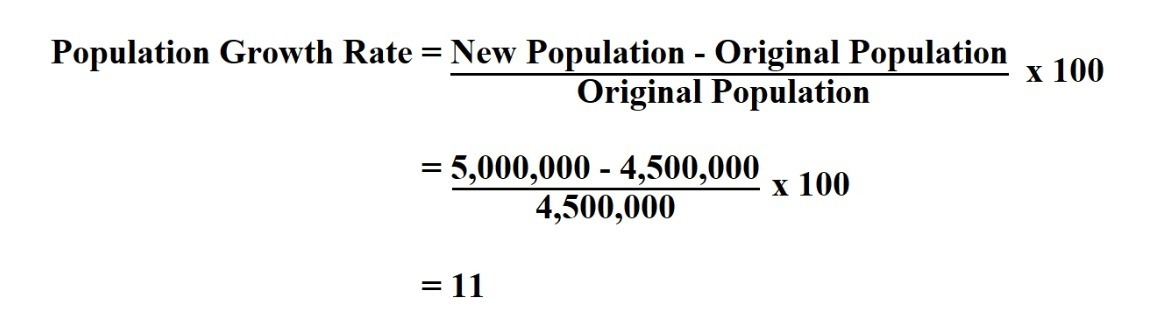 Population Growth Rate = New Population - Original Population
Original Population
x 100
= 5,000,000 - 4,500,000
4,500,000
x 100
= 11